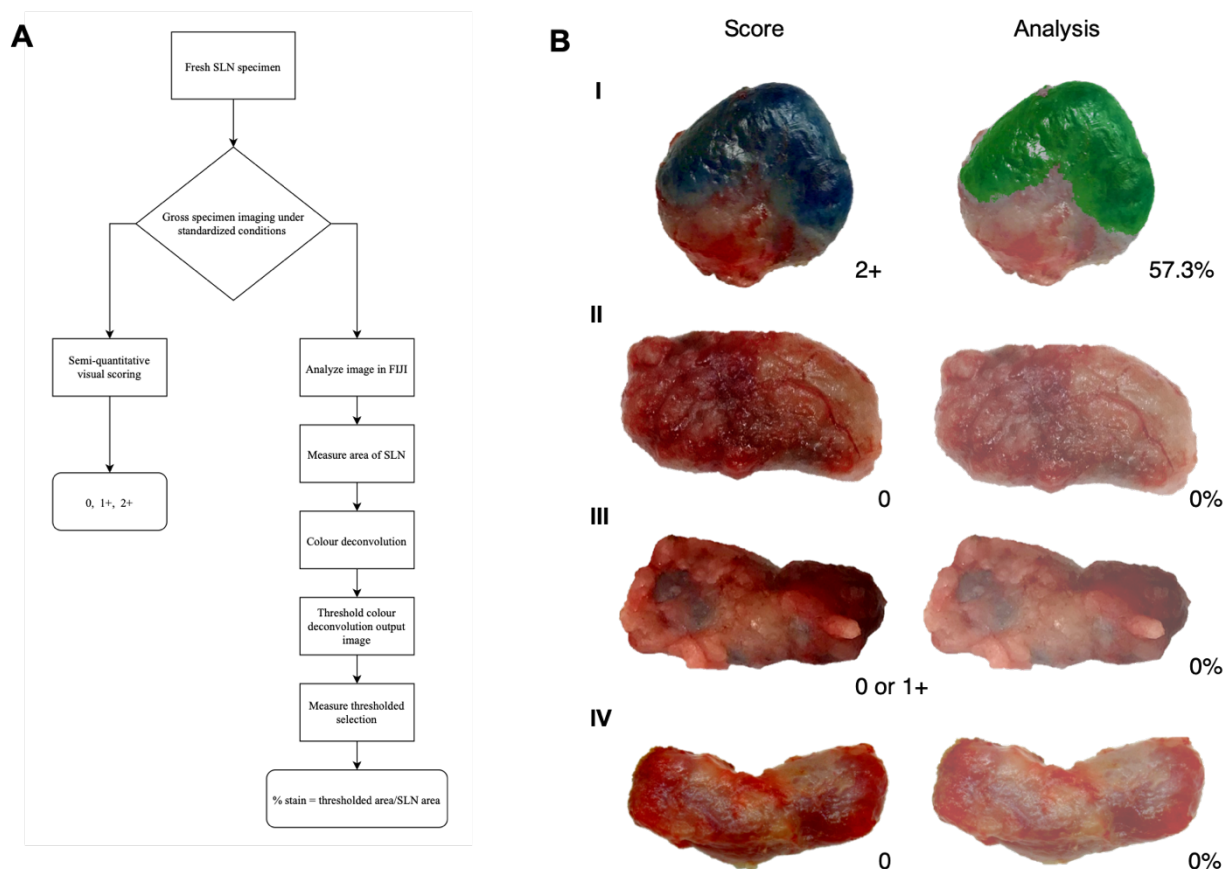 A
Fresh SLN specimen
Gross specimen imaging under
standardized conditions
Semi-quantitative
visual scoring
0, 1+, 2+
Analyze image in FIJI
Measure area of SLN
Colour deconvolution
Threshold colour
deconvolution output
image
Measure thresholded
selection
% stain = thresholded area/SLN area
B
Score
Analysis
I
2+
57.3%
II
0
0%
III
0 or 1+
0%
IV
0
0%